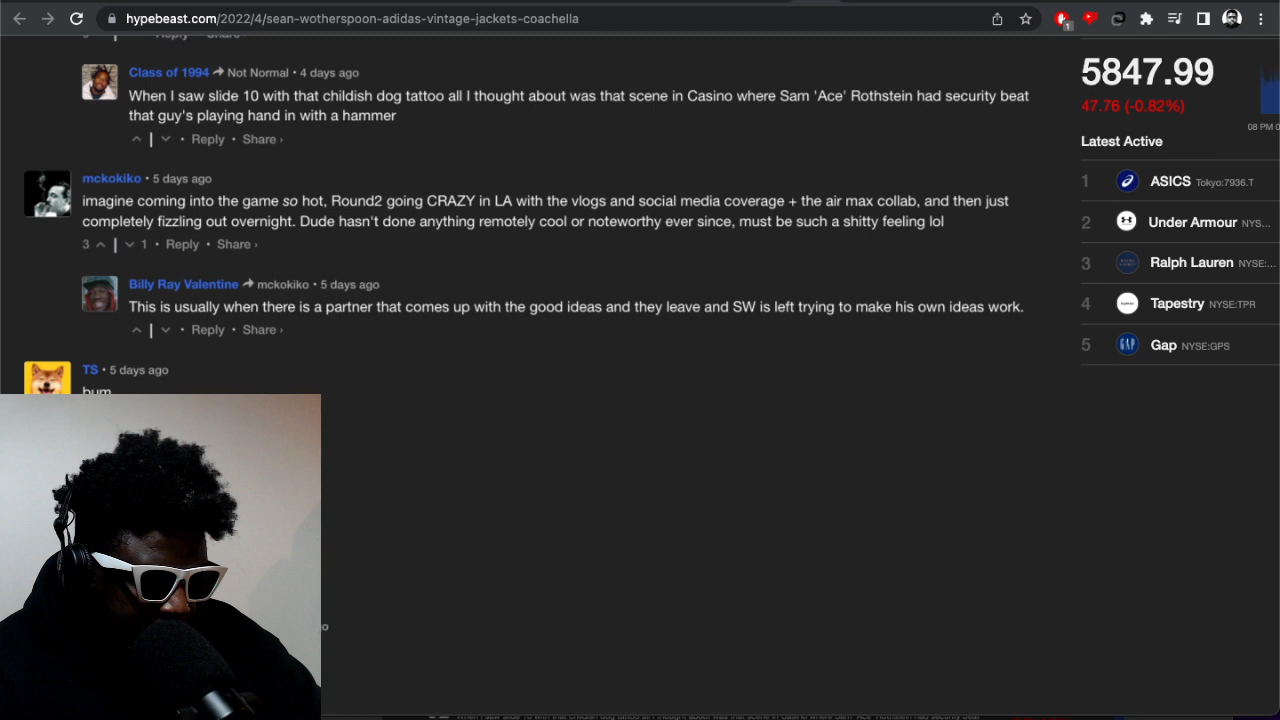 hypebeast.com/2022/4/sean-wotherspoon-adidas-vintage-jackets-coachella
1
Reply • Share ›
Class of 1994 Not Normal • 4 days ago
When I saw slide 10 with that childish dog tattoo all I thought about was that scene in Casino where Sam 'Ace' Rothstein had security beat
that guy's playing hand in with a hammer
• Reply • Share ›
mckokiko • 5 days ago
imagine coming into the game so hot, Round2 going CRAZY in LA with the vlogs and social media coverage + the air max collab, and then just
completely fizzling out overnight. Dude hasn't done anything remotely cool or noteworthy ever since, must be such a shitty feeling lol
3 | 1 • Reply • Share ›
Billy Ray Valentine mckokiko • 5 days ago
This is usually when there is a partner that comes up with the good ideas and they leave and SW is left trying to make his own ideas work.
• Reply • Share ›
TS • 5 days ago
bum
5847.99
47.76 (-0.82%)
08 PM
Latest Active
1 ASICS Tokyo:7936.T
2 Under Armour NYS...
3 Ralph Lauren NYSE:...
4 Tapestry NYSE:TPR
5 GAP Gap NYSE:GPS